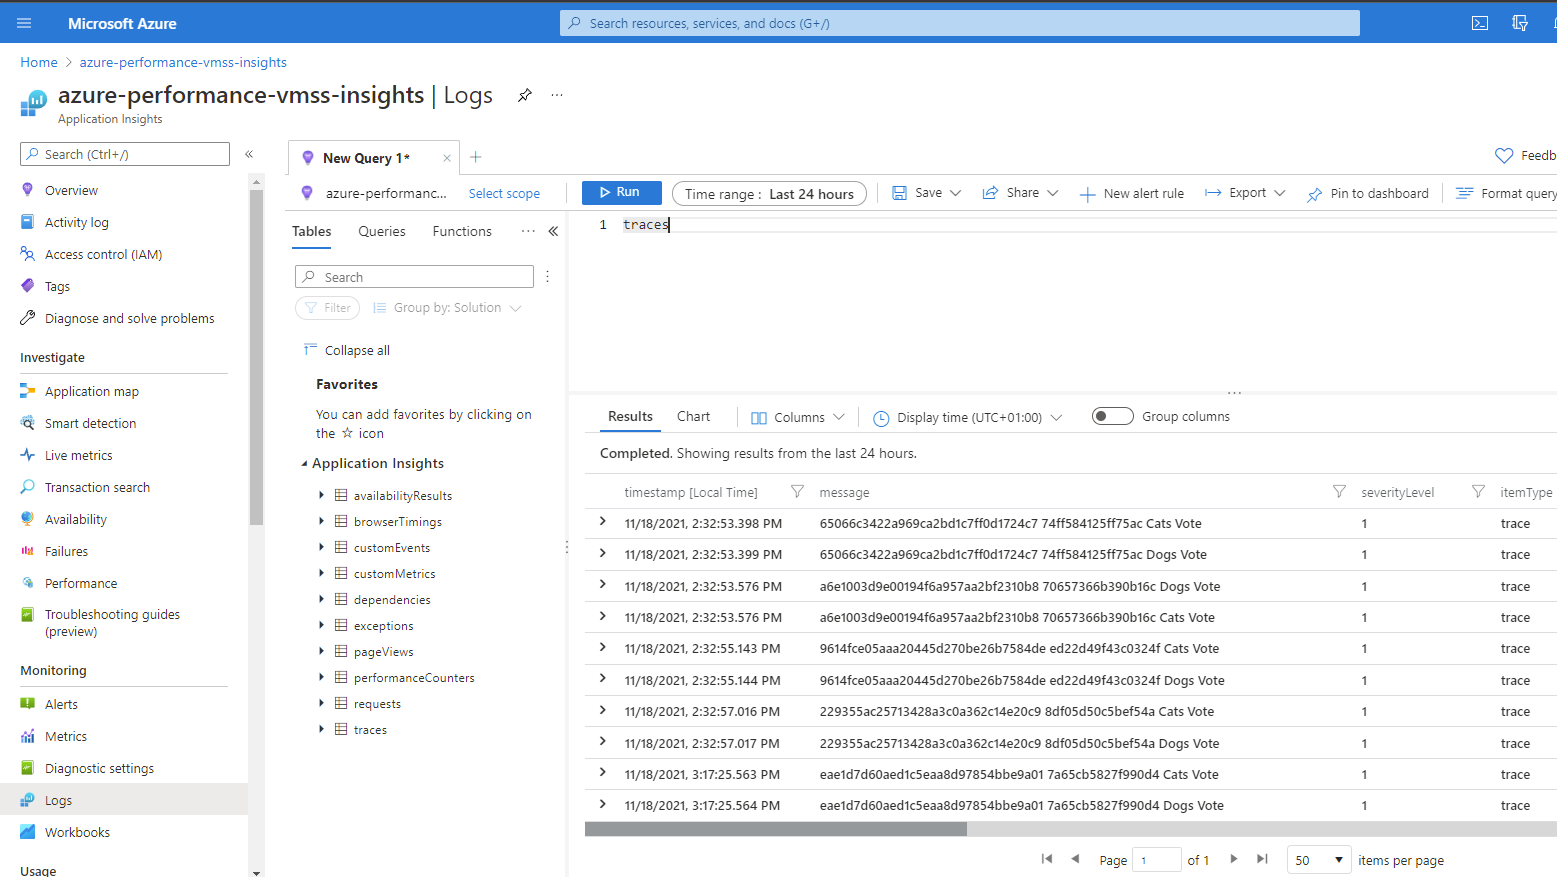 Microsoft Azure
Search resources, services, and docs (G+/)
Home > azure-performance-vmss-insights
azure-performance-vmss-insights | Logs ...
Application Insights
Search (Ctrl+/) «
Overview
Activity log
Access control (IAM)
Tags
Diagnose and solve problems
Investigate
Application map
Smart detection
Live metrics
Transaction search
Availability
Failures
Performance
Troubleshooting guides
(preview)
Monitoring
Alerts
Metrics
Diagnostic settings
Logs
Workbooks
Usage
New Query 1* × +
Feedb
azure-performanc... Select scope
Run Time range : Last 24 hours Save Share New alert rule Export Pin to dashboard Format query
Tables Queries Functions ... «
Search
Filter Group by: Solution
Collapse all
Favorites
You can add favorites by clicking on
the ☆ icon
Application Insights
availabilityResults
browserTimings
customEvents
customMetrics
dependencies
exceptions
pageViews
performanceCounters
requests
traces
1 traces
Results Chart Columns Display time (UTC+01:00) Group columns
Completed. Showing results from the last 24 hours.
timestamp [Local Time] message severityLevel itemType
11/18/2021, 2:32:53.398 PM 65066c3422a969ca2bd1c7ff0d1724c7 74ff584125ff75ac Cats Vote 1 trace
11/18/2021, 2:32:53.399 PM 65066c3422a969ca2bd1c7ff0d1724c7 74ff584125ff75ac Dogs Vote 1 trace
11/18/2021, 2:32:53.576 PM a6e1003d9e00194f6a957aa2bf2310b8 70657366b390b16c Dogs Vote 1 trace
11/18/2021, 2:32:53.576 PM a6e1003d9e00194f6a957aa2bf2310b8 70657366b390b16c Cats Vote 1 trace
11/18/2021, 2:32:55.143 PM 9614fce05aaa20445d270be26b7584de ed22d49f43c0324f Cats Vote 1 trace
11/18/2021, 2:32:55.144 PM 9614fce05aaa20445d270be26b7584de ed22d49f43c0324f Dogs Vote 1 trace
11/18/2021, 2:32:57.016 PM 229355ac25713428a3c0a362c14e20c9 8df05d50c5bef54a Cats Vote 1 trace
11/18/2021, 2:32:57.017 PM 229355ac25713428a3c0a362c14e20c9 8df05d50c5bef54a Dogs Vote 1 trace
11/18/2021, 3:17:25.563 PM eae1d7d60aed1c5eaa8d97854bbe9a01 7a65cb5827f990d4 Cats Vote 1 trace
11/18/2021, 3:17:25.564 PM eae1d7d60aed1c5eaa8d97854bbe9a01 7a65cb5827f990d4 Dogs Vote 1 trace
Page 1 of 1 50 items per page